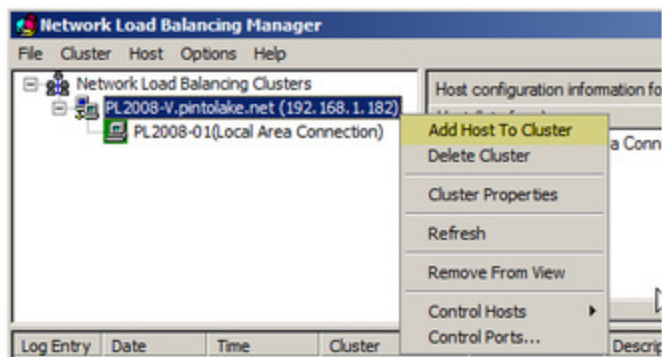 Network Load Balancing Manager
File Cluster Host Options Help
Network Load Balancing Clusters
PL2008-V.pintolake.net (192.168.1.182)
PL2008-01(Local Area Connection)
Host configuration information fo
a Conn
Add Host To Cluster
Delete Cluster
Cluster Properties
Refresh
Remove From View
Control Hosts
Control Ports...
Log Entry Date Time Cluster Descrip